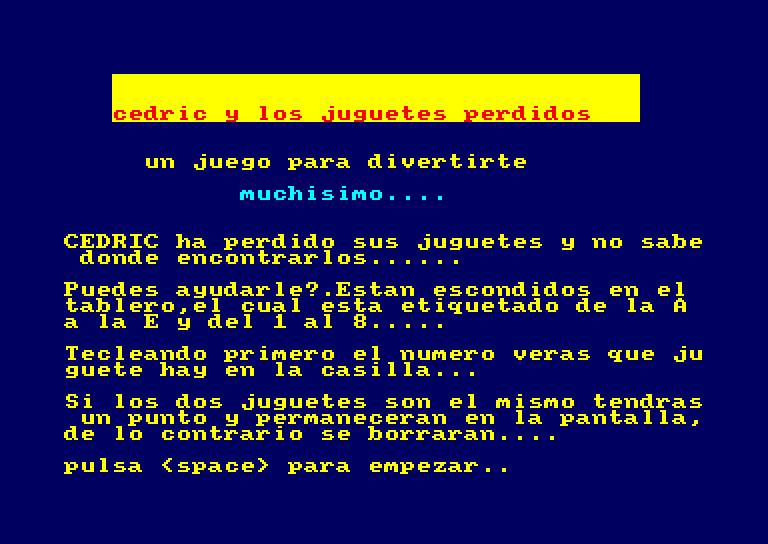 cedric y los juguetes perdidos
un juego para divertirte
muchisimo....
CEDRIC ha perdido sus juguetes y no sabe
donde encontrarlos......
Puedes ayudarle?.Estan escondidos en el
tablero,el cual esta etiquetado de la A
a la E y del 1 al 8.....
Tecleando primero el numero veras que ju
guete hay en la casilla...
Si los dos juguetes son el mismo tendras
un punto y permaneceran en la pantalla,
de lo contrario se borraran....
pulsa <space> para empezar..